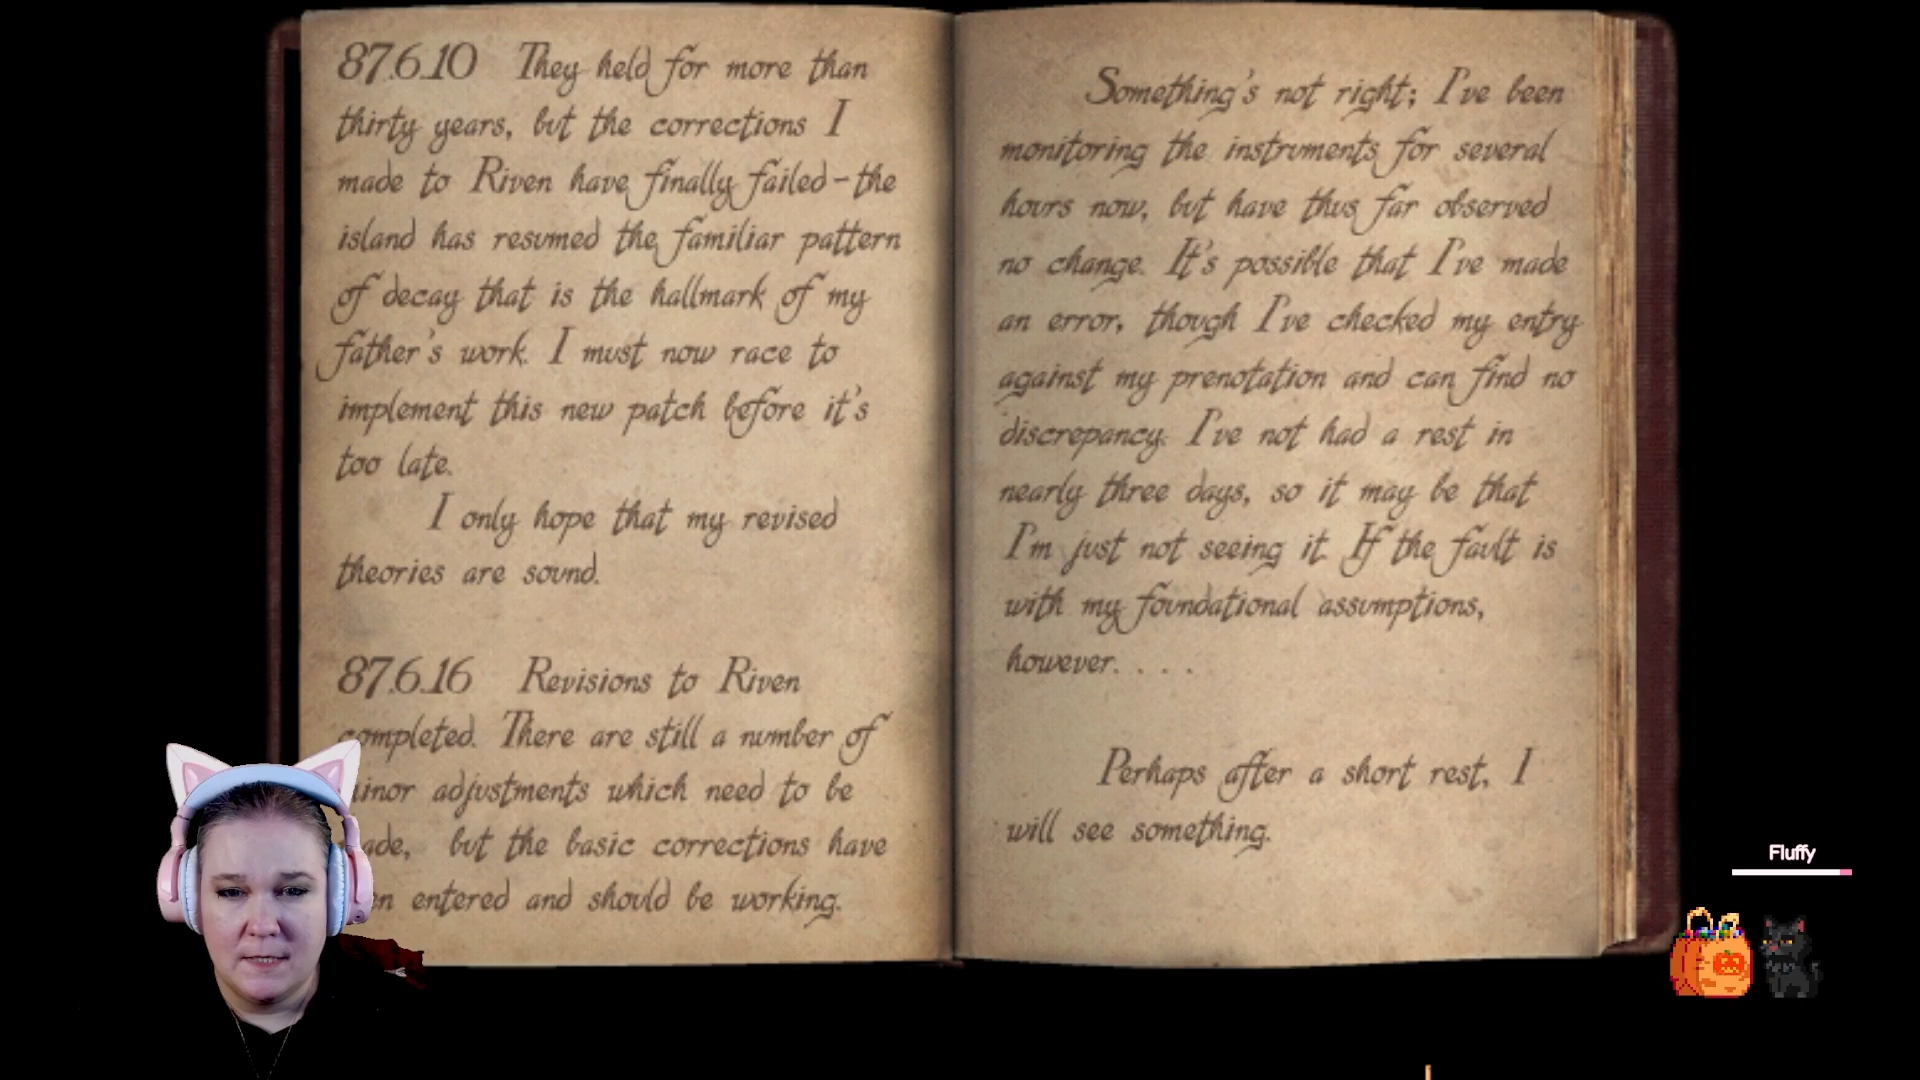 87.6.10 They held for more than
thirty years, but the corrections I
made to Riven have finally failed-the
island has resumed the familiar pattern
of decay that is the hallmark of my
father's work. I must now race to
implement this new patch before it's
too late.
I only hope that my revised
theories are sound.
87.6.16 Revisions to Riven
completed. There are still a number of
minor adjustments which need to be
made, but the basic corrections have
entered and should be working.
Something's not right; I've been
monitoring the instruments for several
hours now, but have thus far observed
no change. It's possible that I've made
an error, though I've checked my entry
against my prenotation and can find no
discrepancy. I've not had a rest in
nearly three days, so it may be that
I'm just not seeing it. If the fault is
with my foundational assumptions,
however. . . .
Perhaps after a short rest, I
will see something.
Fluffy